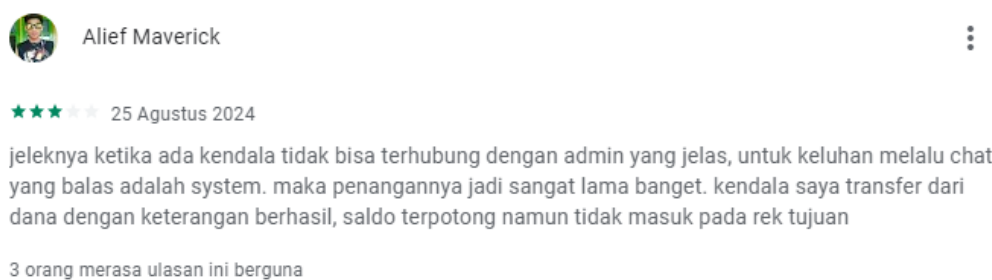 Alief Maverick
25 Agustus 2024
jeleknya ketika ada kendala tidak bisa terhubung dengan admin yang jelas, untuk keluhan melalu chat
yang balas adalah system. maka penangannya jadi sangat lama banget. kendala saya transfer dari
dana dengan keterangan berhasil, saldo terpotong namun tidak masuk pada rek tujuan
3 orang merasa ulasan ini berguna